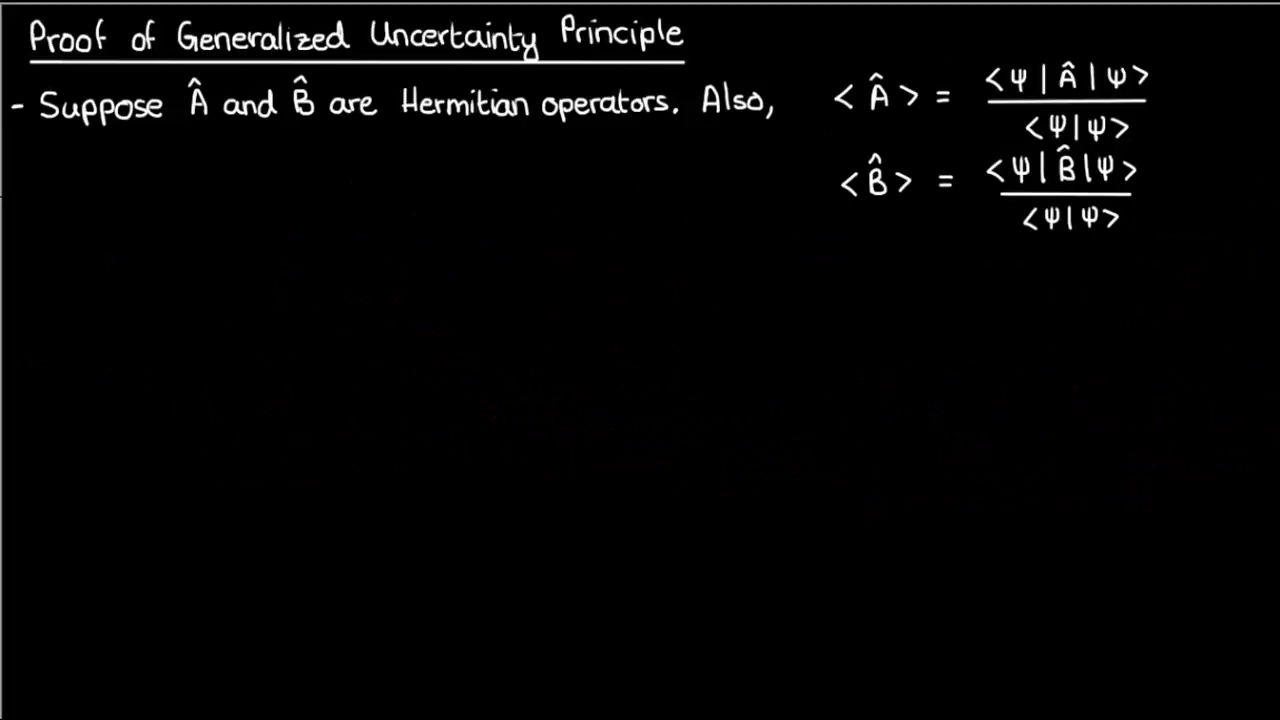 Proof of Generalized Uncertainty Principle
- Suppose Â and B̂ are Hermitian operators. Also, < Â > = <ψ | Â | ψ> / <ψ|ψ>
< B̂ > = <ψ | B̂ | ψ> / <ψ|ψ>